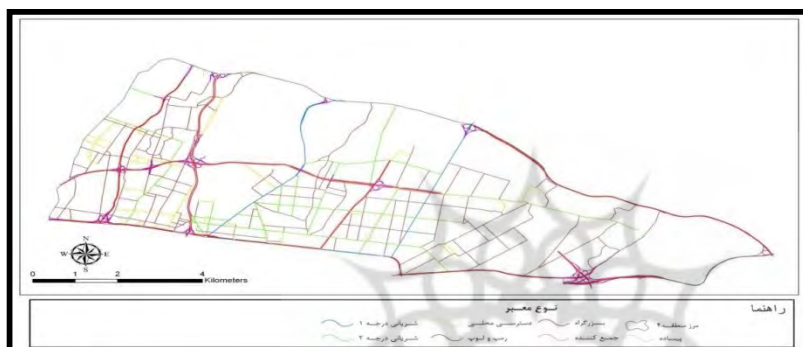 N
W E
S
0 1 2 4
Kilometers
راهنما
نوع معبر
مرز منطقه ۲ بزرگراه دسترسی محلی شریانی درجه ۱
پیاده جمع کننده رمپ و لوپ شریانی درجه ۲